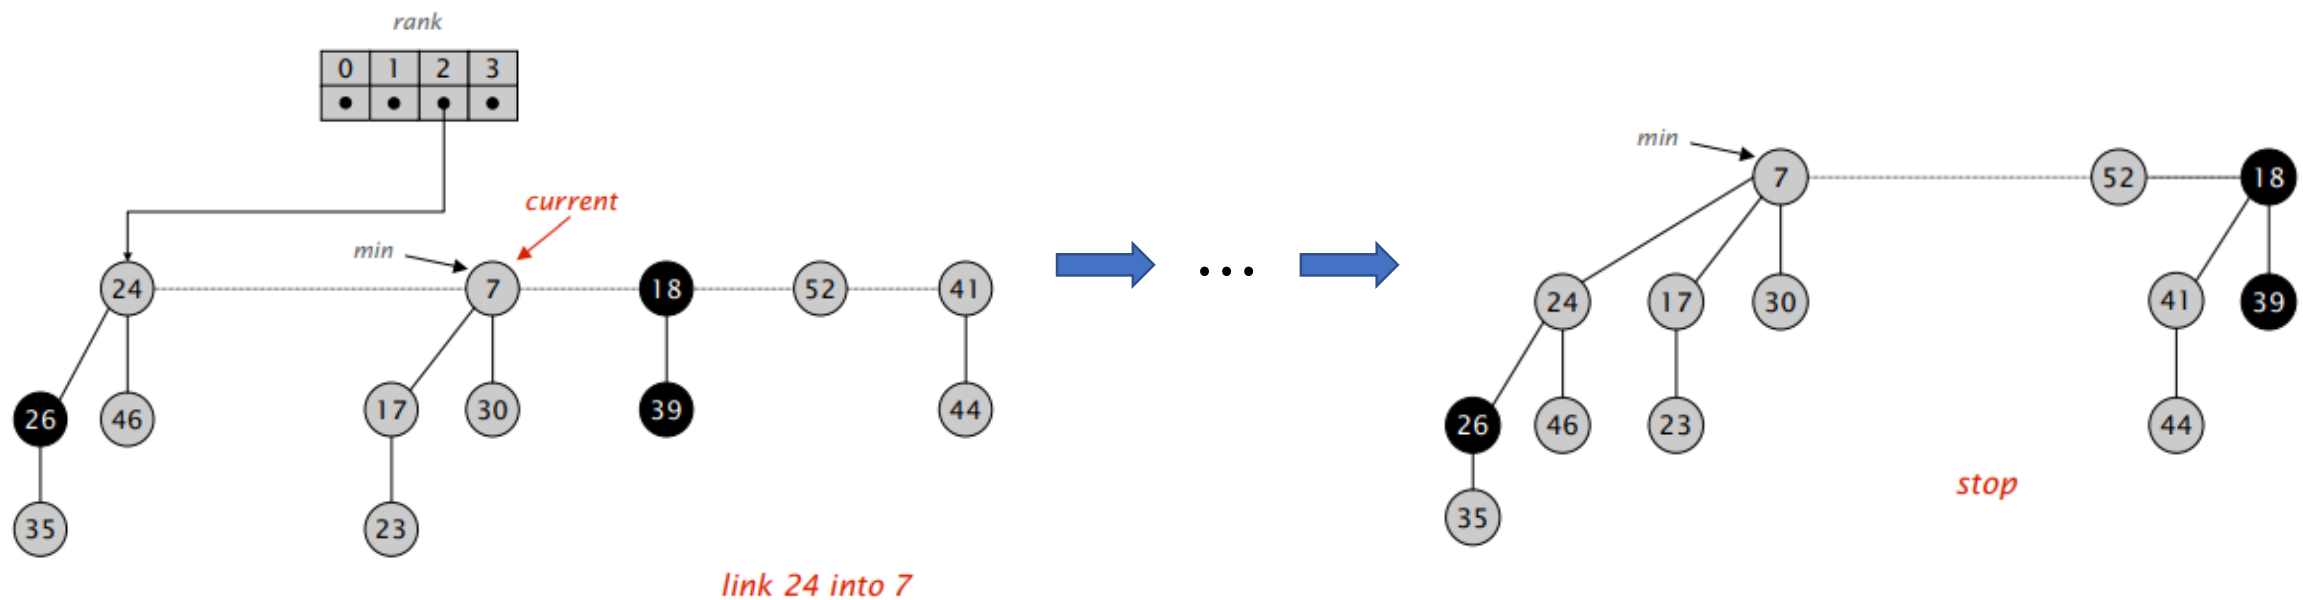 rank
0 1 2 3
current
min
24 7 18 52 41
26 46 17 30 39 44
35 23
link 24 into 7
...
min
7 52 18
24 17 30 41 39
26 46 23 44
35
stop